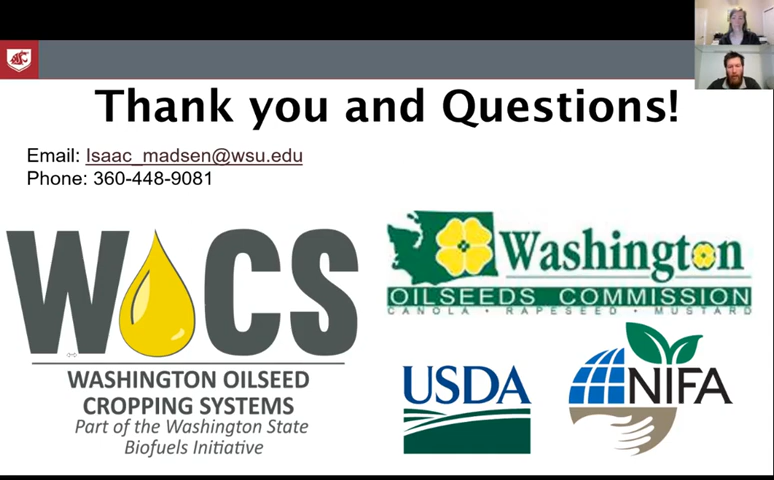 Thank you and Questions!
Email: Isaac_madsen@wsu.edu
Phone: 360-448-9081
WOCS
WASHINGTON OILSEED
CROPPING SYSTEMS
Part of the Washington State
Biofuels Initiative
Washington
OILSEEDS COMMISSION
CANOLA • RAPESEED • MUSTARD
USDA
NIFA